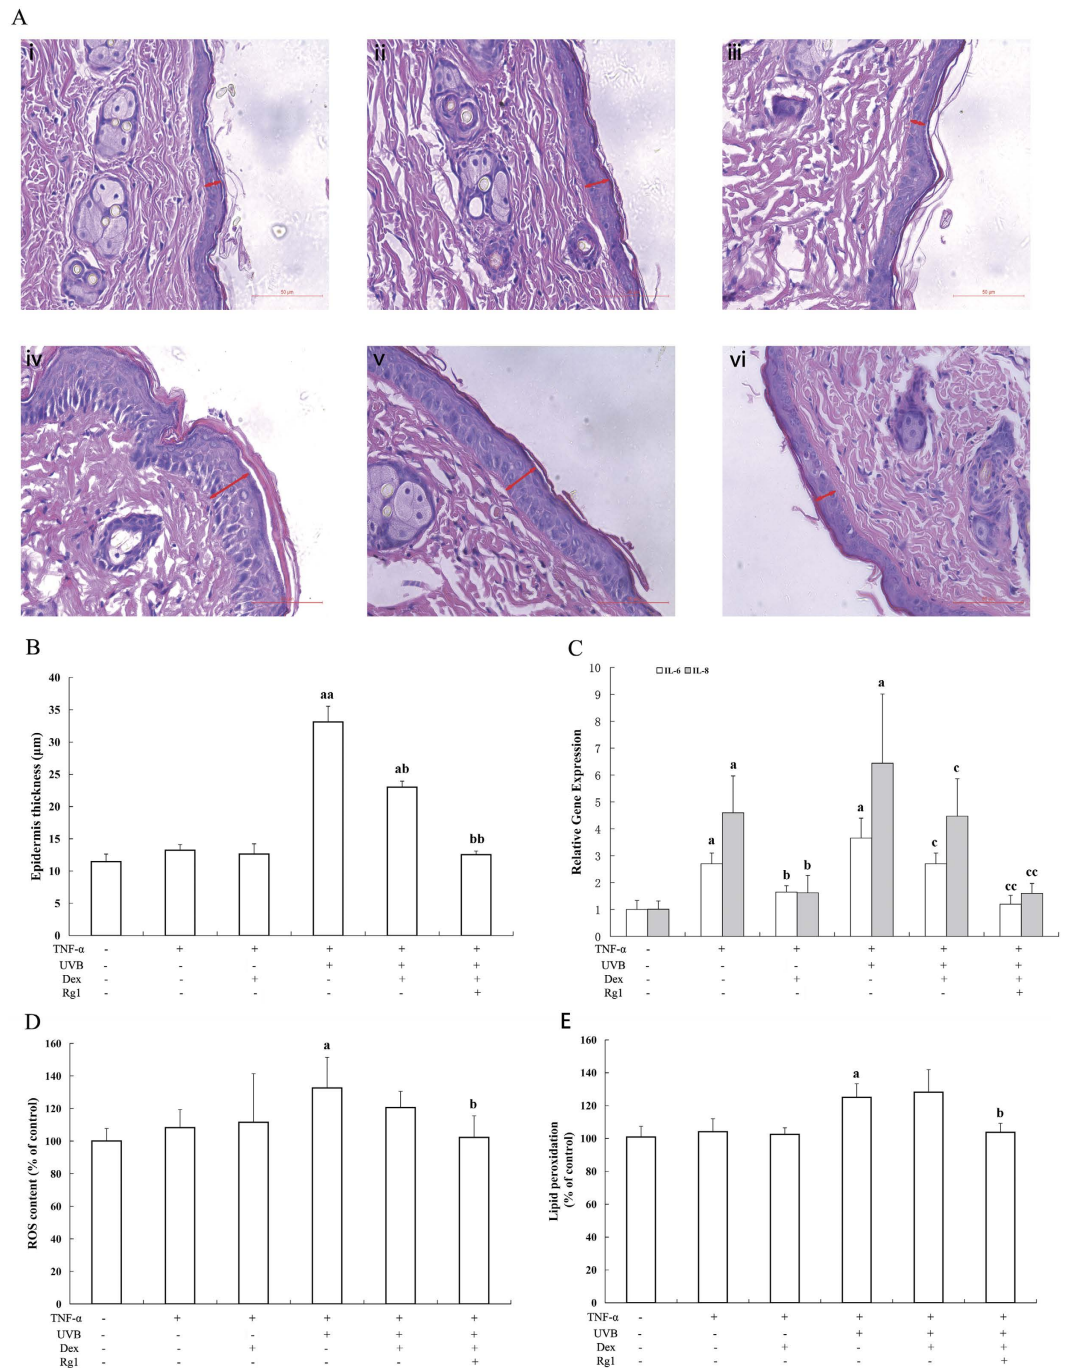 A
i
ii
iii
50 μm
50 μm
iv
v
vi
B
Epidermis thickness (μm)
40
35
30
25
20
15
10
5
0
aa
ab
bb
TNF-α - + + + + +
UVB - - - + + +
Dex - - + - + +
Rg1 - - - - - +
C
Relative Gene Expression
10
9
8
7
6
5
4
3
2
1
0
IL-6 IL-8
a a b b a a c c cc cc
TNF-α - + + + + +
UVB - - - + + +
Dex - - + - + +
Rg1 - - - - - +
D
ROS content (% of control)
160
140
120
100
80
60
40
20
0
a
b
TNF-α - + + + + +
UVB - - - + + +
Dex - - + - + +
Rg1 - - - - - +
E
Lipid peroxidation
(% of control)
160
140
120
100
80
60
40
20
0
a
b
TNF-α - + + + + +
UVB - - - + + +
Dex - - + - + +
Rg1 - - - - - +